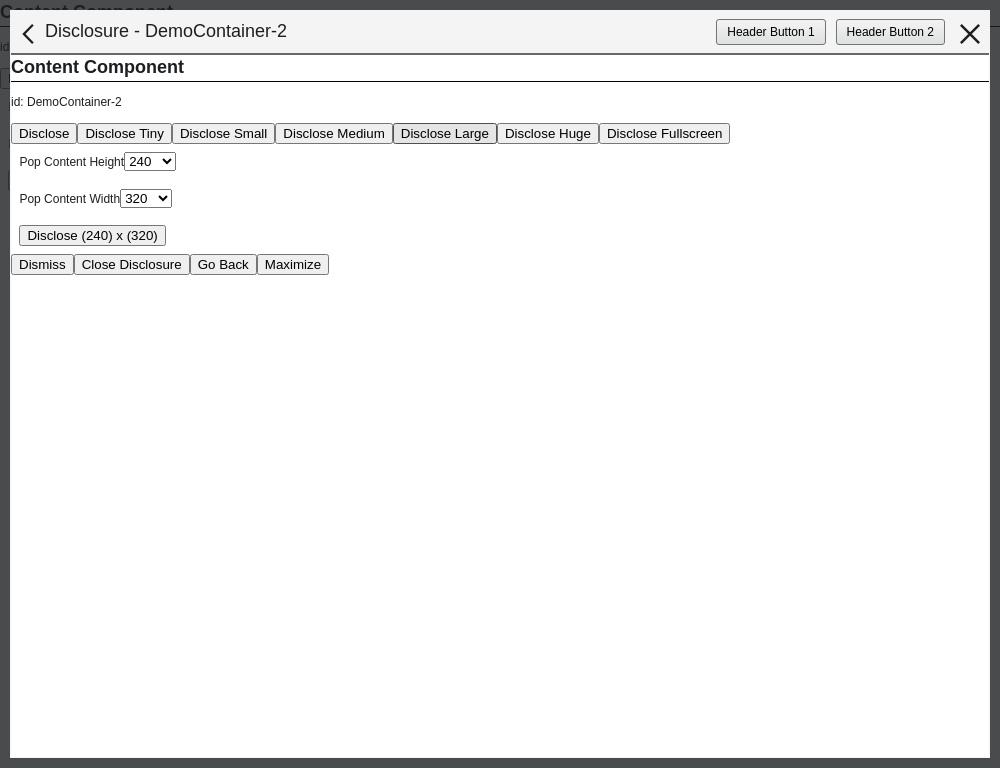 Content Component
Disclosure - DemoContainer-2
Header Button 1
Header Button 2
Content Component
id: DemoContainer-2
Disclose Disclose Tiny Disclose Small Disclose Medium Disclose Large Disclose Huge Disclose Fullscreen
Pop Content Height 240
Pop Content Width 320
Disclose (240) x (320)
Dismiss Close Disclosure Go Back Maximize